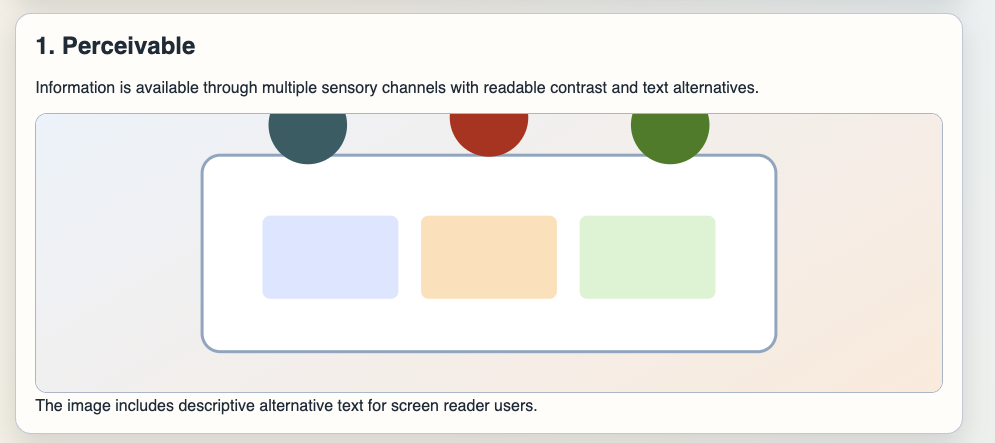 1. Perceivable
Information is available through multiple sensory channels with readable contrast and text alternatives.
The image includes descriptive alternative text for screen reader users.